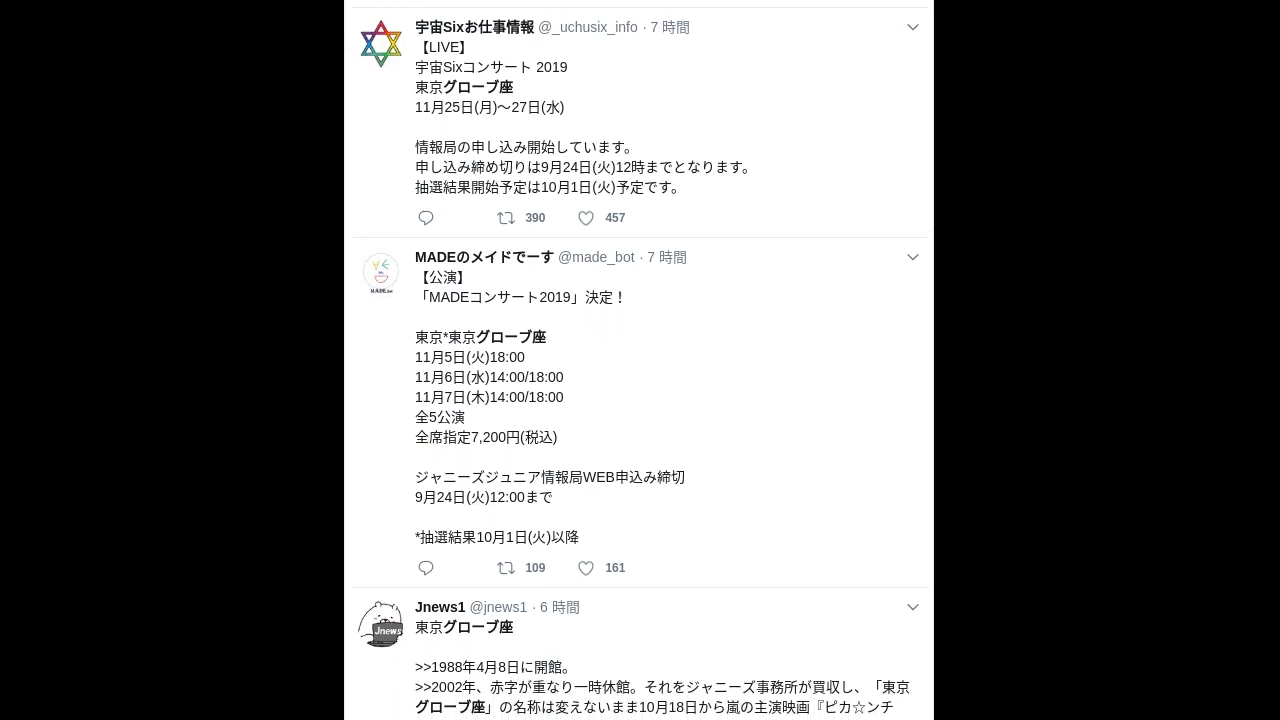 宇宙Sixお仕事情報 @_uchusix_info · 7 時間
【LIVE】
宇宙Sixコンサート 2019
東京グローブ座
11月25日(月)〜27日(水)
情報局の申し込み開始しています。
申し込み締め切りは9月24日(火)12時までとなります。
抽選結果開始予定は10月1日(火)予定です。
390 457
MADEのメイドでーす @made_bot · 7 時間
【公演】
「MADEコンサート2019」決定！
東京*東京グローブ座
11月5日(火)18:00
11月6日(水)14:00/18:00
11月7日(木)14:00/18:00
全5公演
全席指定7,200円(税込)
ジャニーズジュニア情報局WEB申込み締切
9月24日(火)12:00まで
*抽選結果10月1日(火)以降
MADE.bot
109 161
Jnews1 @jnews1 · 6 時間
Jnews
東京グローブ座
>>1988年4月8日に開館。
>>2002年、赤字が重なり一時休館。それをジャニーズ事務所が買収し、「東京
グローブ座」の名称は変えないまま10月18日から嵐の主演映画『ピカ☆ンチ